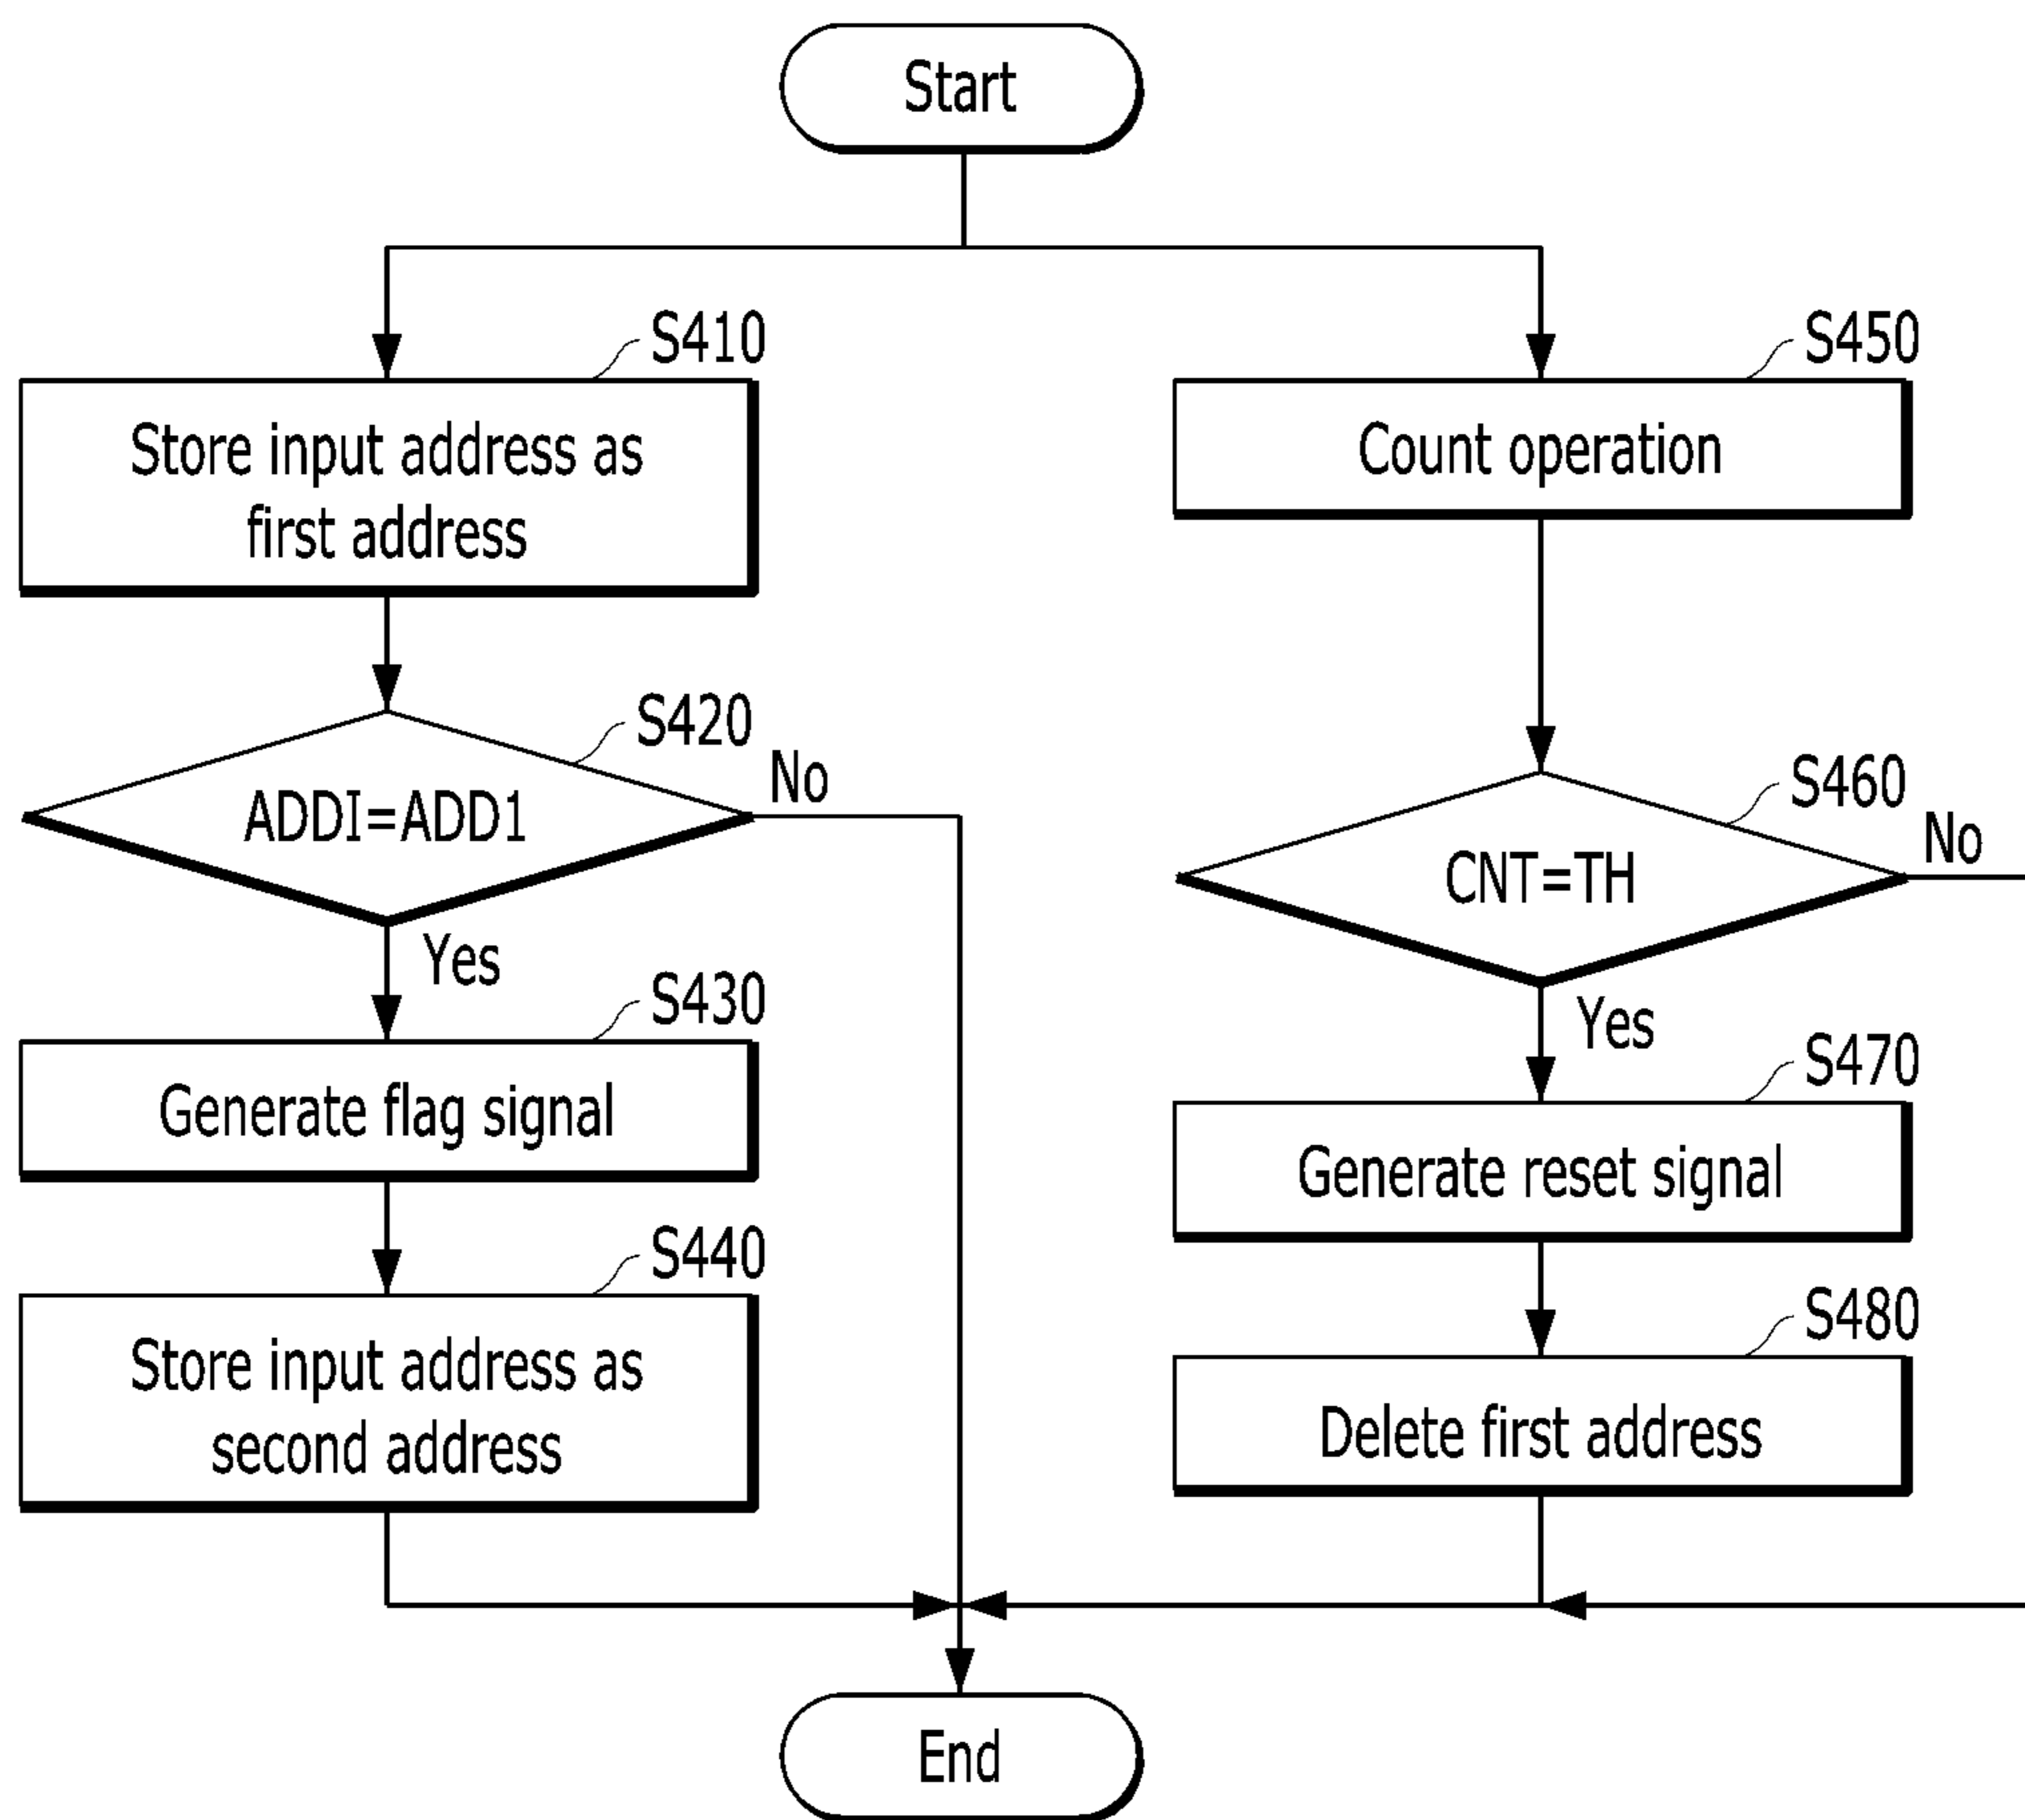 Start
S410
Store input address as
first address
S420
ADDI=ADD1
No
Yes
S430
Generate flag signal
S440
Store input address as
second address
S450
Count operation
S460
CNT=TH
No
Yes
S470
Generate reset signal
S480
Delete first address
End